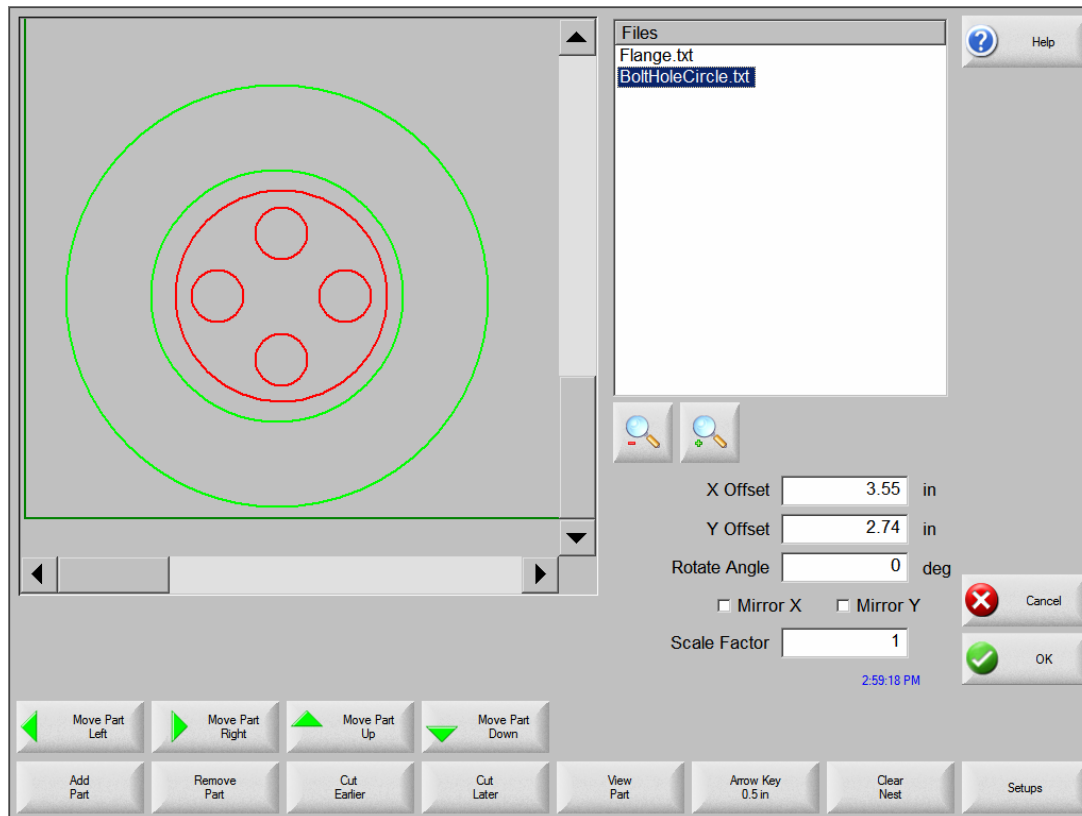 Files
Flange.txt
BoltHoleCircle.txt
Help
X Offset 3.55 in
Y Offset 2.74 in
Rotate Angle 0 deg
Mirror X Mirror Y
Scale Factor 1
2:59:18 PM
Cancel
OK
Move Part
Left
Move Part
Right
Move Part
Up
Move Part
Down
Add
Part
Remove
Part
Cut
Earlier
Cut
Later
View
Part
Arrow Key
0.5 in
Clear
Nest
Setups